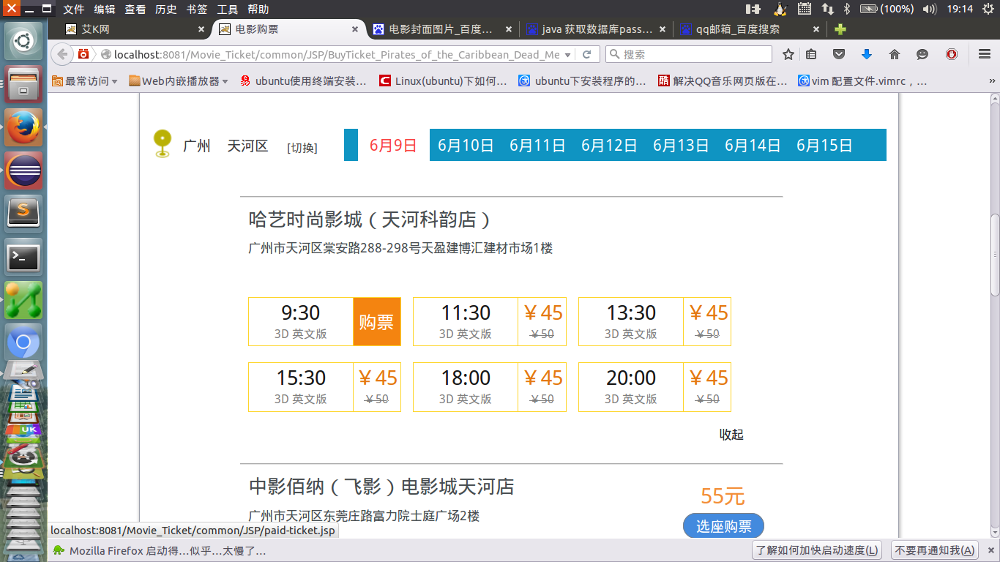 文件 编辑 查看 历史 书签 工具 帮助 (100%) 19:14
艾K网 电影购票 电影封面图片_百度... java 获取数据库pass... qq邮箱_百度搜索
localhost:8081/Movie_Ticket/common/JSP/BuyTicket_Pirates_of_the_Caribbean_Dead_Me 搜索
最常访问 Web内嵌播放器 ubuntu使用终端安装... Linux(ubuntu)下如何... ubuntu下安装程序的... 解决QQ音乐网页版在... vim 配置文件.vimrc，... »
广州 天河区 [切换] 6月9日 6月10日 6月11日 6月12日 6月13日 6月14日 6月15日
哈艺时尚影城（天河科韵店）
广州市天河区棠安路288-298号天盈建博汇建材市场1楼
9:30 购票 11:30 ￥45 13:30 ￥45
3D 英文版 3D 英文版 ￥50 3D 英文版 ￥50
15:30 ￥45 18:00 ￥45 20:00 ￥45
3D 英文版 ￥50 3D 英文版 ￥50 3D 英文版 ￥50
收起
中影佰纳（飞影）电影城天河店 55元
广州市天河区东莞庄路富力院士庭广场2楼 选座购票
localhost:8081/Movie_Ticket/common/JSP/paid-ticket.jsp
Mozilla Firefox 启动得...似乎...太慢了... 了解如何加快启动速度(L) 不要再通知我(A)
UK